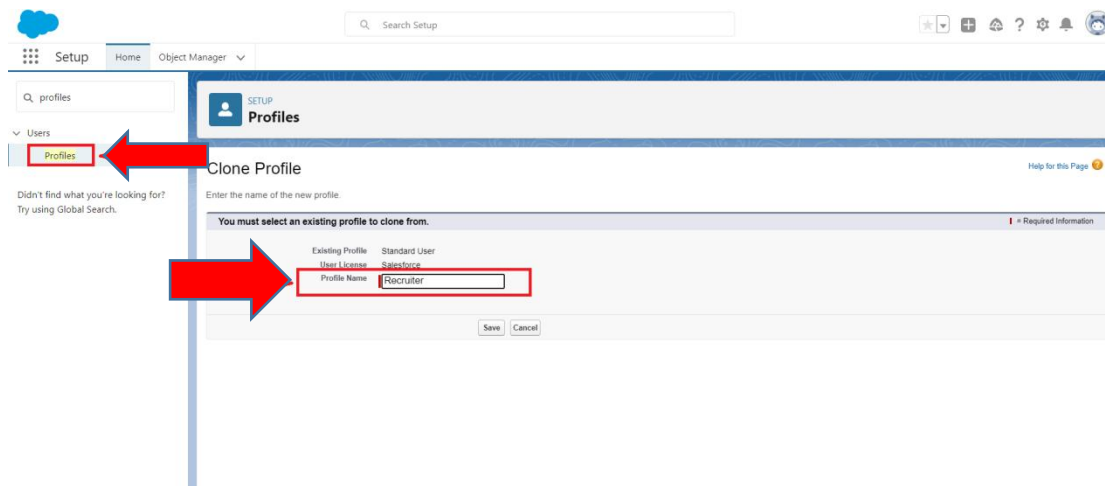 Search Setup
Setup Home Object Manager
profiles
Users
Profiles
Didn't find what you're looking for?
Try using Global Search.
SETUP
Profiles
Clone Profile
Help for this Page
Enter the name of the new profile.
You must select an existing profile to clone from.
= Required Information
Existing Profile Standard User
User License Salesforce
Profile Name Recruiter
Save Cancel